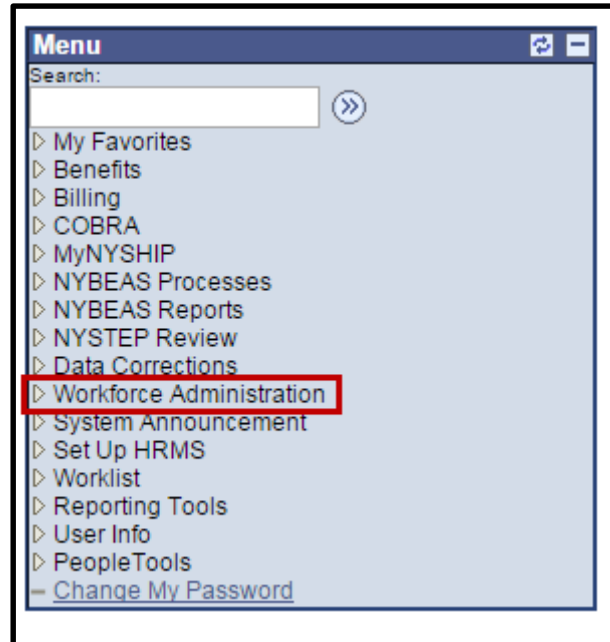 Menu
Search:
My Favorites
Benefits
Billing
COBRA
MyNYSHIP
NYBEAS Processes
NYBEAS Reports
NYSTEP Review
Data Corrections
Workforce Administration
System Announcement
Set Up HRMS
Worklist
Reporting Tools
User Info
PeopleTools
Change My Password